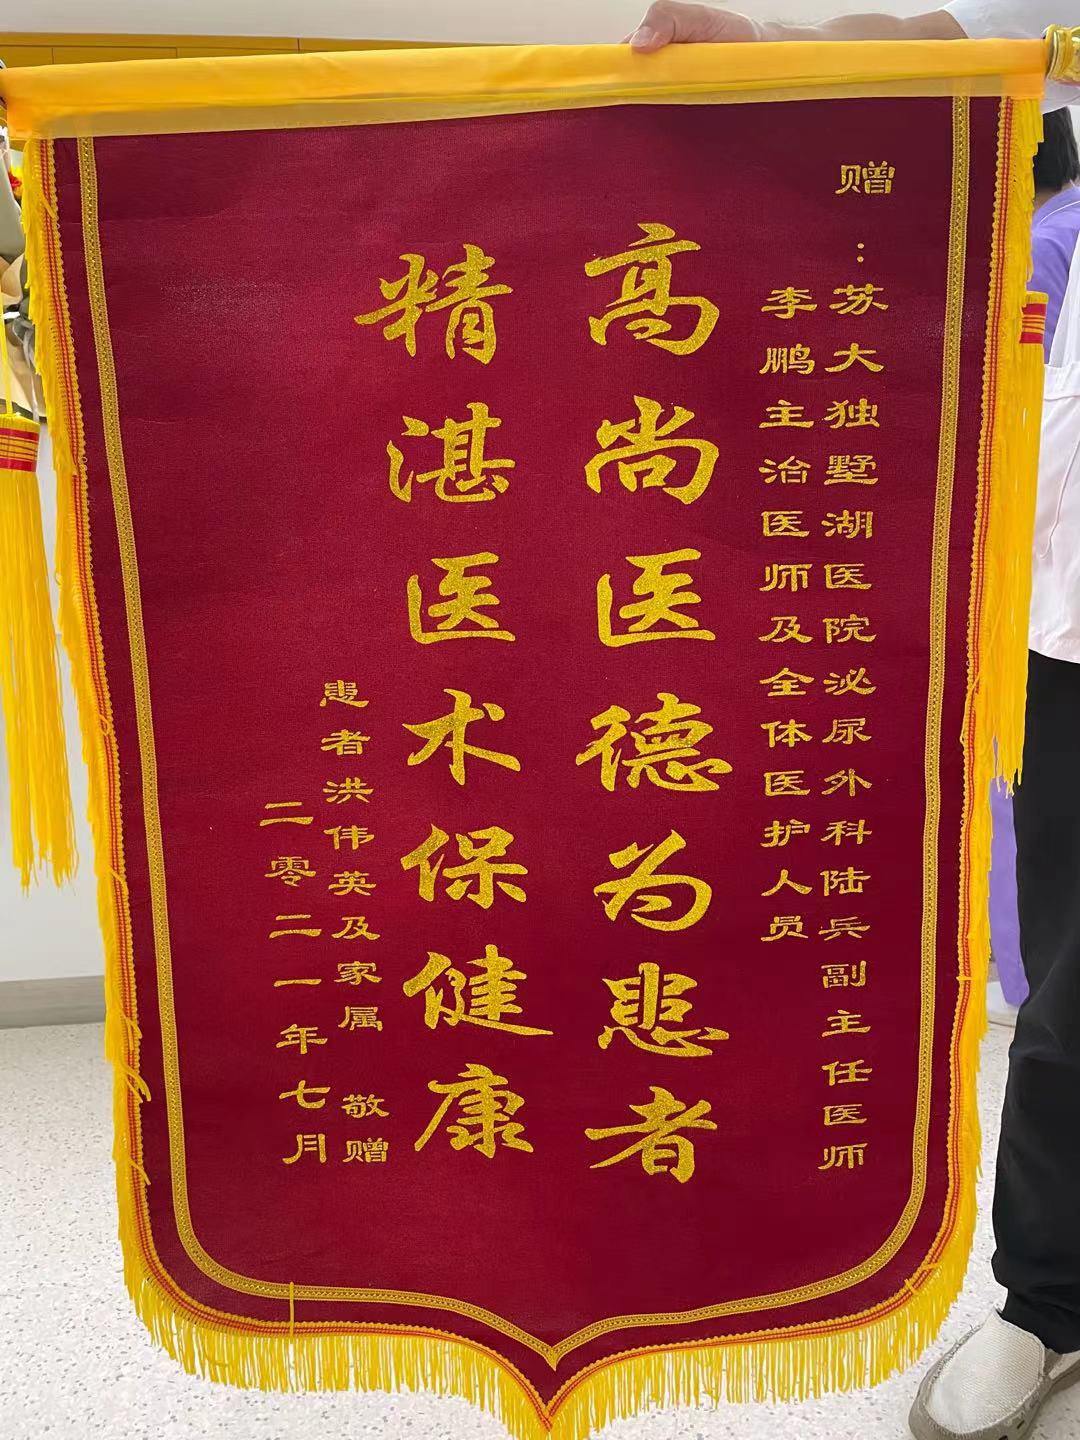 赠：苏大独墅湖医院泌尿外科陆兵副主任医师
李鹏主治医师及全体医护人员
高尚医德为患者
精湛医术保健康
患者洪伟英及家属 敬赠
二零二一年七月